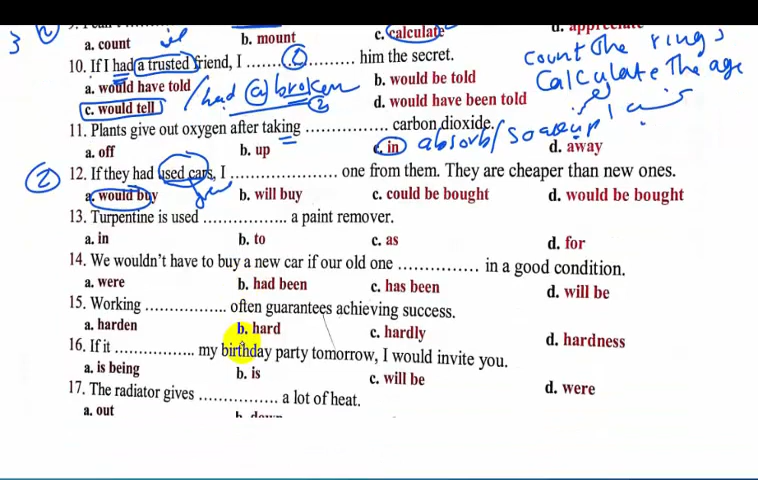 3
a. count b. mount c. calculate d. appreciate
10. If I had a trusted friend, I ................ him the secret.
a. would have told b. would be told
c. would tell d. would have been told
/ had broken
count the rings
Calculate The age
11. Plants give out oxygen after taking ................ carbon dioxide.
a. off b. up c. in d. away
absorb / soak up
12. If they had used cars, I ................ one from them. They are cheaper than new ones.
a. would buy b. will buy c. could be bought d. would be bought
13. Turpentine is used ................ a paint remover.
a. in b. to c. as d. for
14. We wouldn't have to buy a new car if our old one ................ in a good condition.
a. were b. had been c. has been d. will be
15. Working ................ often guarantees achieving success.
a. harden b. hard c. hardly d. hardness
16. If it ................ my birthday party tomorrow, I would invite you.
a. is being b. is c. will be d. were
17. The radiator gives ................ a lot of heat.
a. out b. down